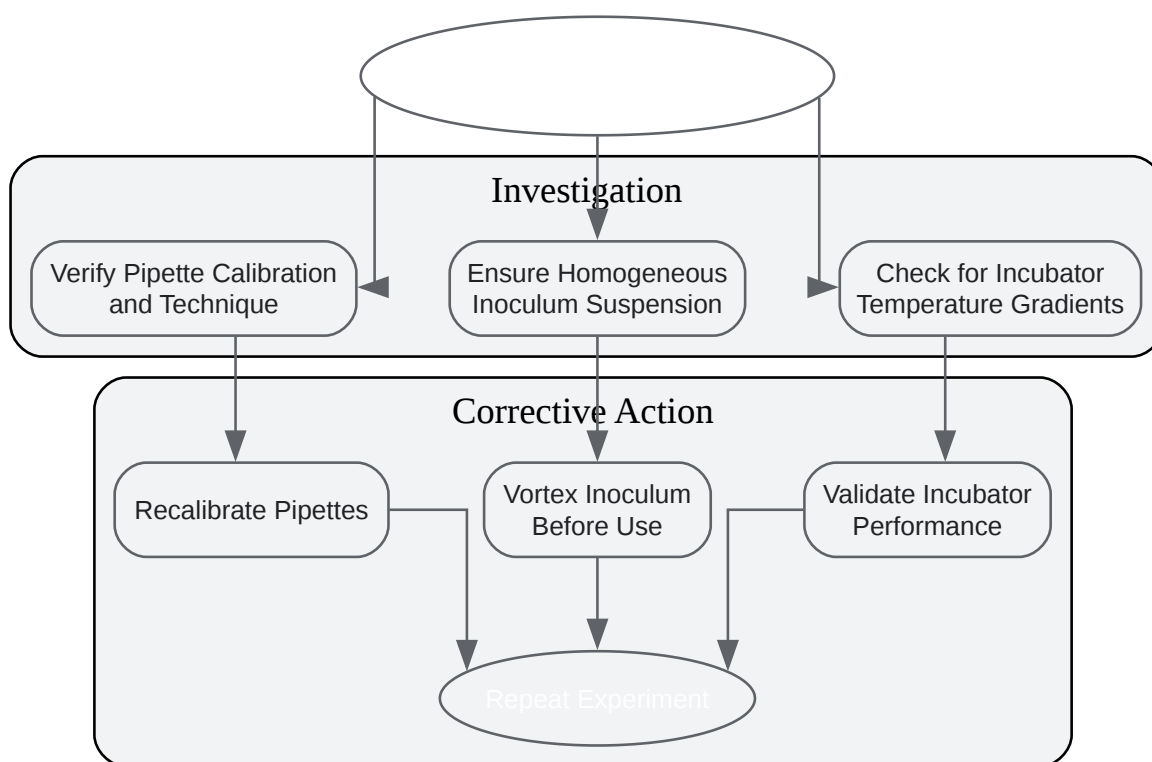 Investigation
Verify Pipette Calibration
and Technique
Ensure Homogeneous
Inoculum Suspension
Check for Incubator
Temperature Gradients
Corrective Action
Recalibrate Pipettes
Vortex Inoculum
Before Use
Validate Incubator
Performance
Repeat Experiment